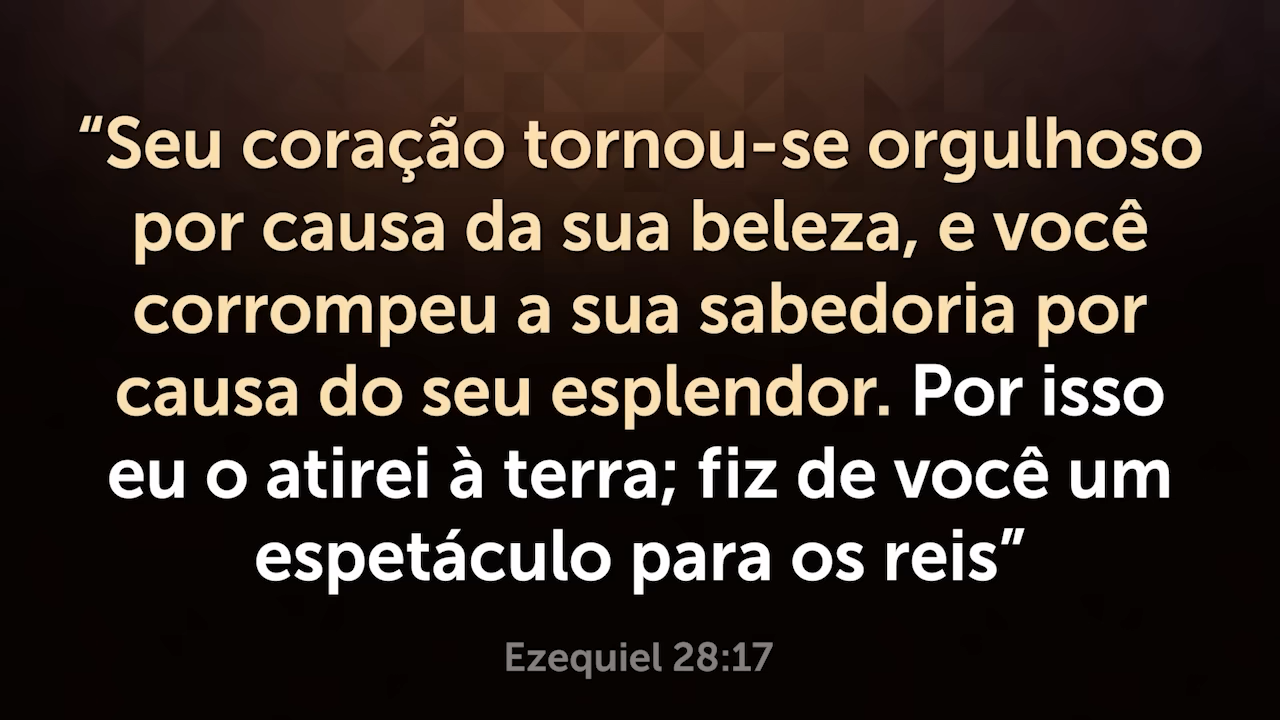 “Seu coração tornou-se orgulhoso
por causa da sua beleza, e você
corrompeu a sua sabedoria por
causa do seu esplendor. Por isso
eu o atirei à terra; fiz de você um
espetáculo para os reis”
Ezequiel 28:17